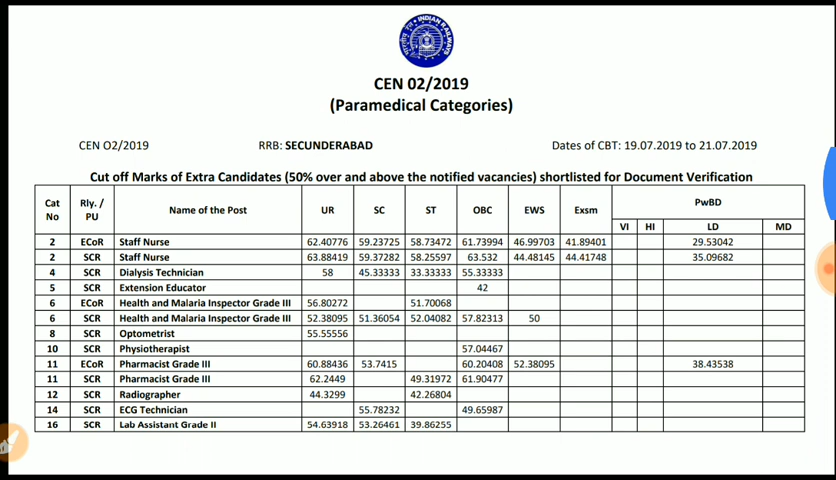 INDIAN RAILWAYS
CEN 02/2019
(Paramedical Categories)
CEN O2/2019 RRB: SECUNDERABAD Dates of CBT: 19.07.2019 to 21.07.2019
Cut off Marks of Extra Candidates (50% over and above the notified vacancies) shortlisted for Document Verification
Cat No Rly. / PU Name of the Post UR SC ST OBC EWS Exsm PwBD
VI HI LD MD
2 ECoR Staff Nurse 62.40776 59.23725 58.73472 61.73994 46.99703 41.89401 29.53042
2 SCR Staff Nurse 63.88419 59.37282 58.25597 63.532 44.48145 44.41748 35.09682
4 SCR Dialysis Technician 58 45.33333 33.33333 55.33333
5 SCR Extension Educator 42
6 ECoR Health and Malaria Inspector Grade III 56.80272 51.70068
6 SCR Health and Malaria Inspector Grade III 52.38095 51.36054 52.04082 57.82313 50
8 SCR Optometrist 55.55556
10 SCR Physiotherapist 57.04467
11 ECoR Pharmacist Grade III 60.88436 53.7415 60.20408 52.38095 38.43538
11 SCR Pharmacist Grade III 62.2449 49.31972 61.90477
12 SCR Radiographer 44.3299 42.26804
14 SCR ECG Technician 55.78232 49.65987
16 SCR Lab Assistant Grade II 54.63918 53.26461 39.86255